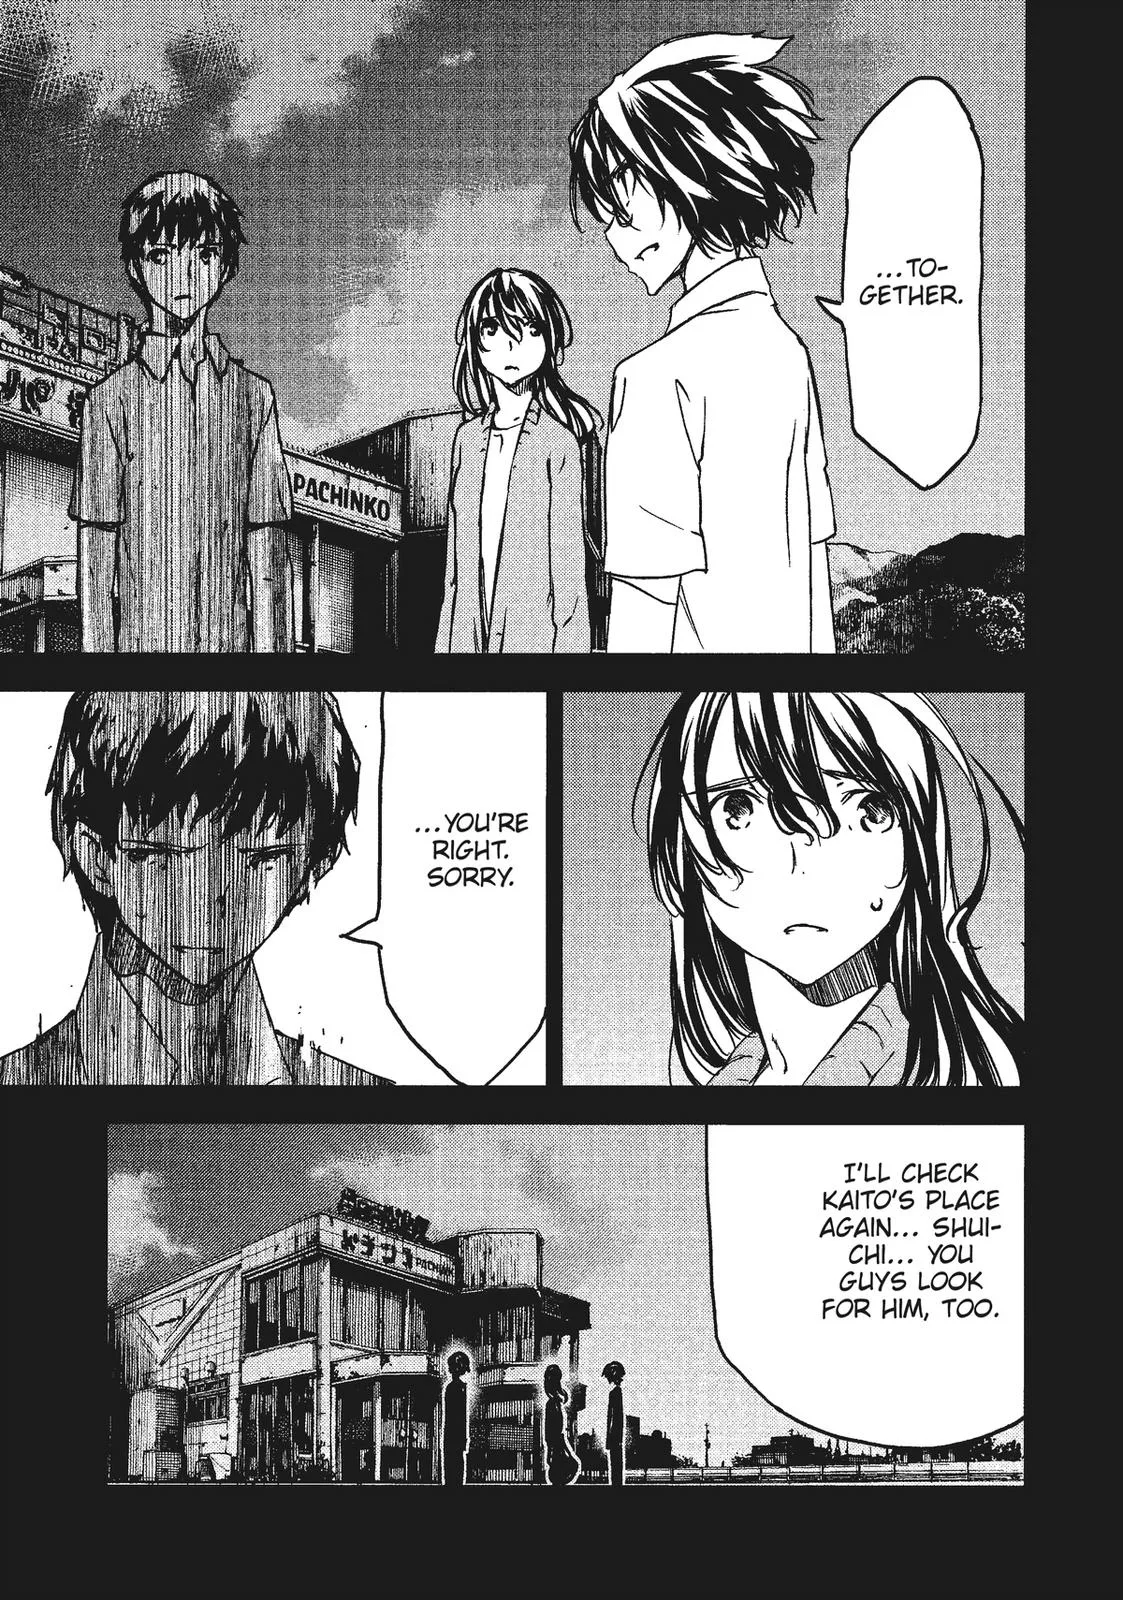 ...TO-
GETHER.
PACHINKO
...YOU'RE
RIGHT.
SORRY.
I'LL CHECK
KAITO'S PLACE
AGAIN... SHUI-
CHI... YOU
GUYS LOOK
FOR HIM, TOO.